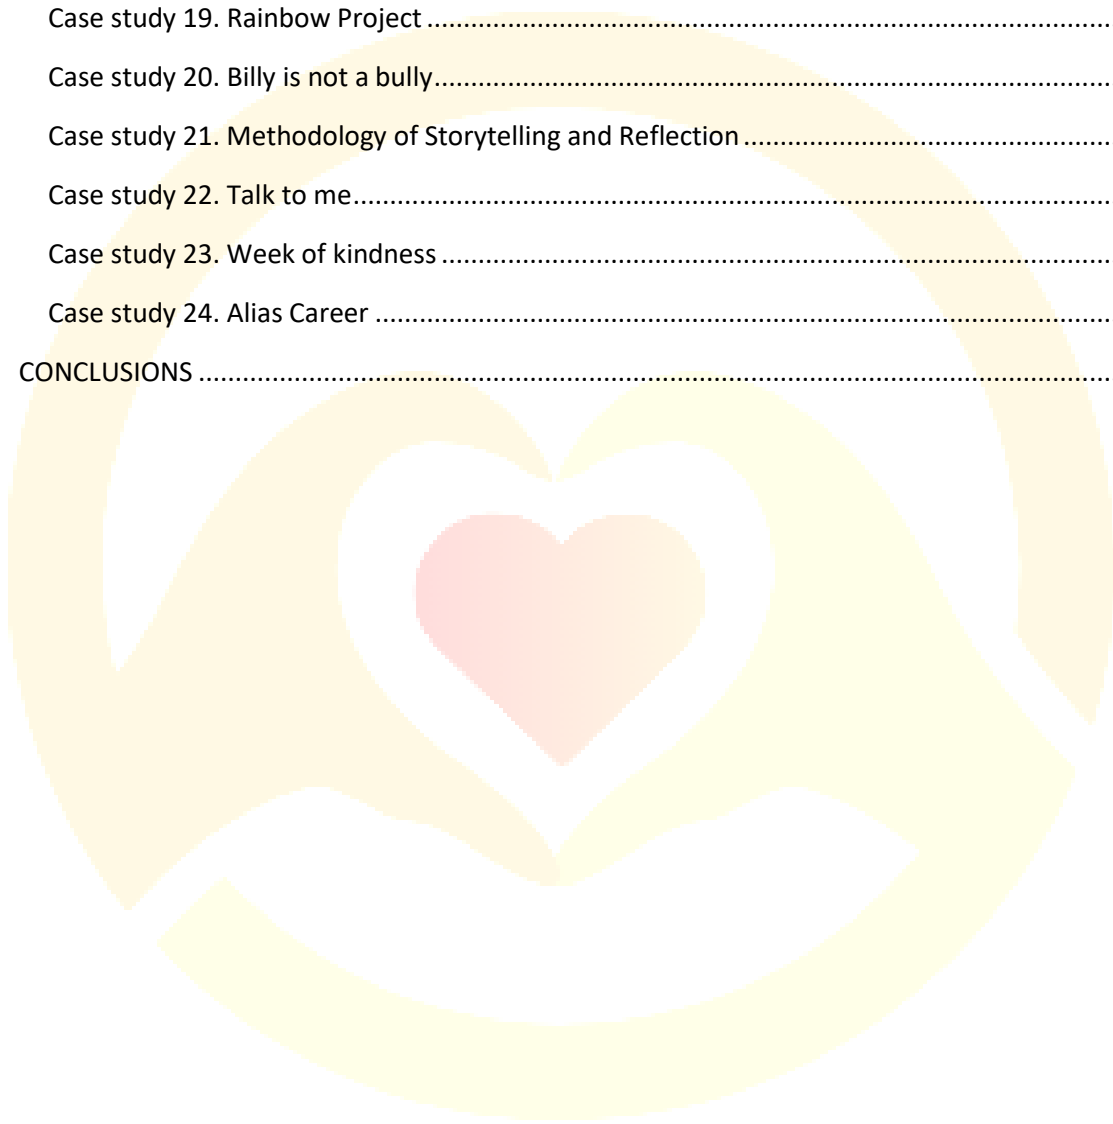 Case study 19. Rainbow Project ....................................................................................................
Case study 20. Billy is not a bully....................................................................................................
Case study 21. Methodology of Storytelling and Reflection ....................................................
Case study 22. Talk to me...............................................................................................................
Case study 23. Week of kindness ...................................................................................................
Case study 24. Alias Career ............................................................................................................
CONCLUSIONS ...................................................................................................................................